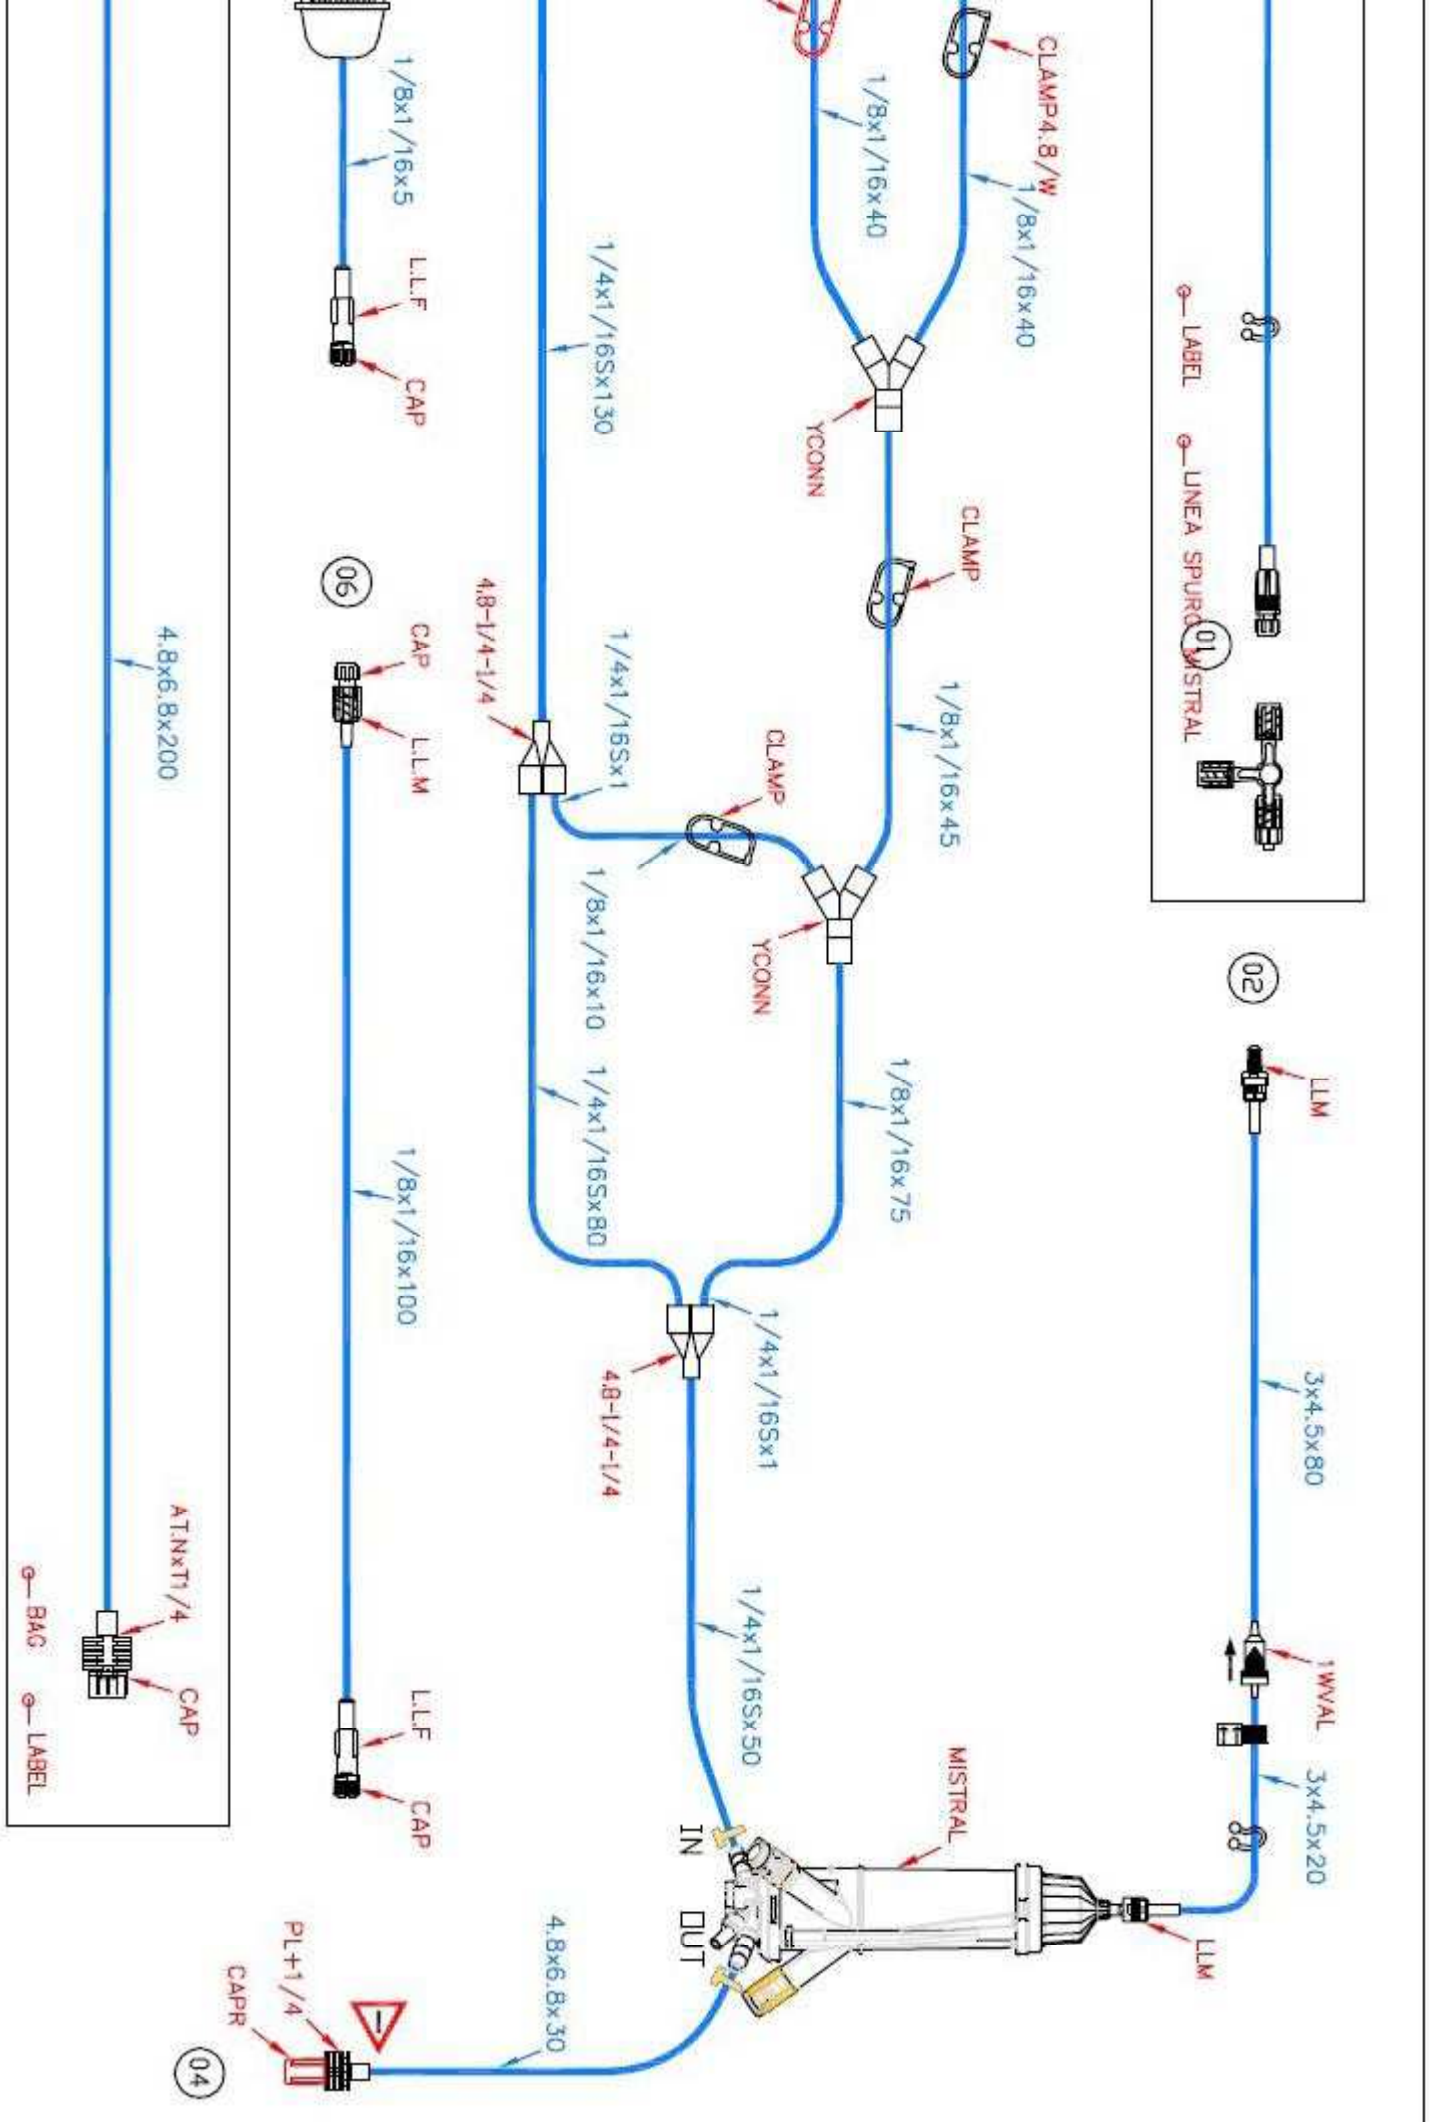 CLAMP4.8/W
1/8x1/16x40
1/8x1/16x40
1/8x1/16x5
L.L.F
CAP
1/4x1/16Sx130
YCONN
CLAMP
LABEL
LINEA SPURGO MISTRAL
01
06
CAP
L.L.M
4.8-1/4-1/4
1/4x1/16Sx1
CLAMP
1/8x1/16x45
4.8x6.8x200
1/8x1/16x10
YCONN
02
LLM
1/4x1/16Sx80
1/8x1/16x75
1/8x1/16x100
4.8-1/4-1/4
1/4x1/16Sx1
3x4.5x80
1/4x1/16Sx50
1WVAL
3x4.5x20
AT.NxT1/4
CAP
BAG
LABEL
L.L.F
CAP
MISTRAL
IN
OUT
LLM
4.8x6.8x30
PL+1/4
CAPR
04